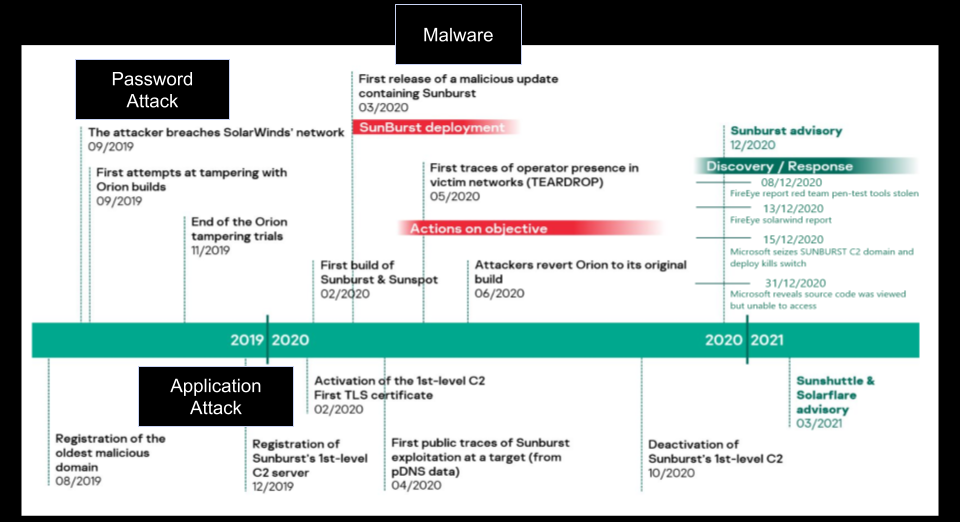 Malware
Password
Attack
First release of a malicious update
containing Sunburst
03/2020
SunBurst deployment
The attacker breaches SolarWinds' network
09/2019
First attempts at tampering with
Orion builds
09/2019
End of the Orion
tampering trials
11/2019
First build of
Sunburst & Sunspot
02/2020
First traces of operator presence in
victim networks (TEARDROP)
05/2020
Actions on objective
Attackers revert Orion to its original
build
06/2020
Sunburst advisory
12/2020
Discovery / Response
08/12/2020
FireEye report red team pen-test tools stolen
13/12/2020
FireEye solarwind report
15/12/2020
Microsoft seizes SUNBURST C2 domain and
deploy kills switch
31/12/2020
Microsoft reveals source code was viewed
but unable to access
2019 2020
2020 2021
Application
Attack
Registration of the
oldest malicious
domain
08/2019
Registration of
Sunburst's 1st-level
C2 server
12/2019
Activation of the 1st-level C2
First TLS certificate
02/2020
First public traces of Sunburst
exploitation at a target (from
pDNS data)
04/2020
Deactivation of
Sunburst's 1st-level C2
10/2020
Sunshuttle &
Solarflare
advisory
03/2021